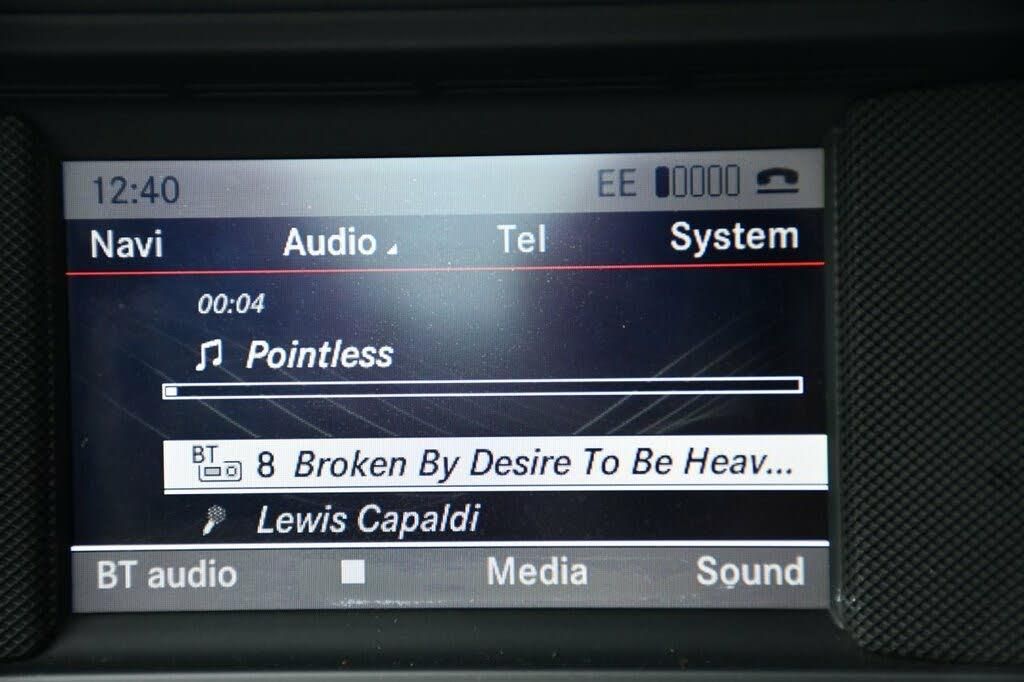 12:40 EE
Navi Audio Tel System
00:04
Pointless
BT 8 Broken By Desire To Be Heav...
Lewis Capaldi
BT audio Media Sound